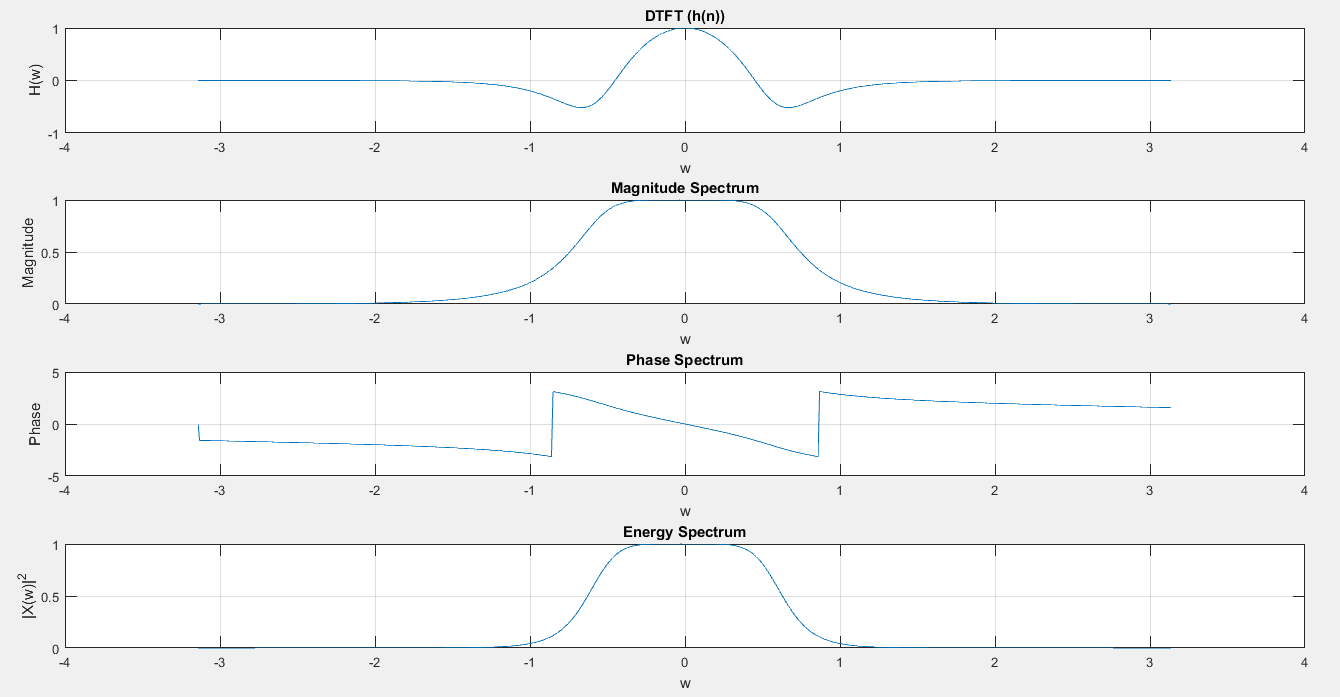 DTFT (h(n))
1
0
-1
H(w)
-4 -3 -2 -1 0 1 2 3 4
w
Magnitude Spectrum
1
0.5
0
Magnitude
-4 -3 -2 -1 0 1 2 3 4
w
Phase Spectrum
5
0
-5
Phase
-4 -3 -2 -1 0 1 2 3 4
w
Energy Spectrum
1
0.5
0
|X(w)|²
-4 -3 -2 -1 0 1 2 3 4
w